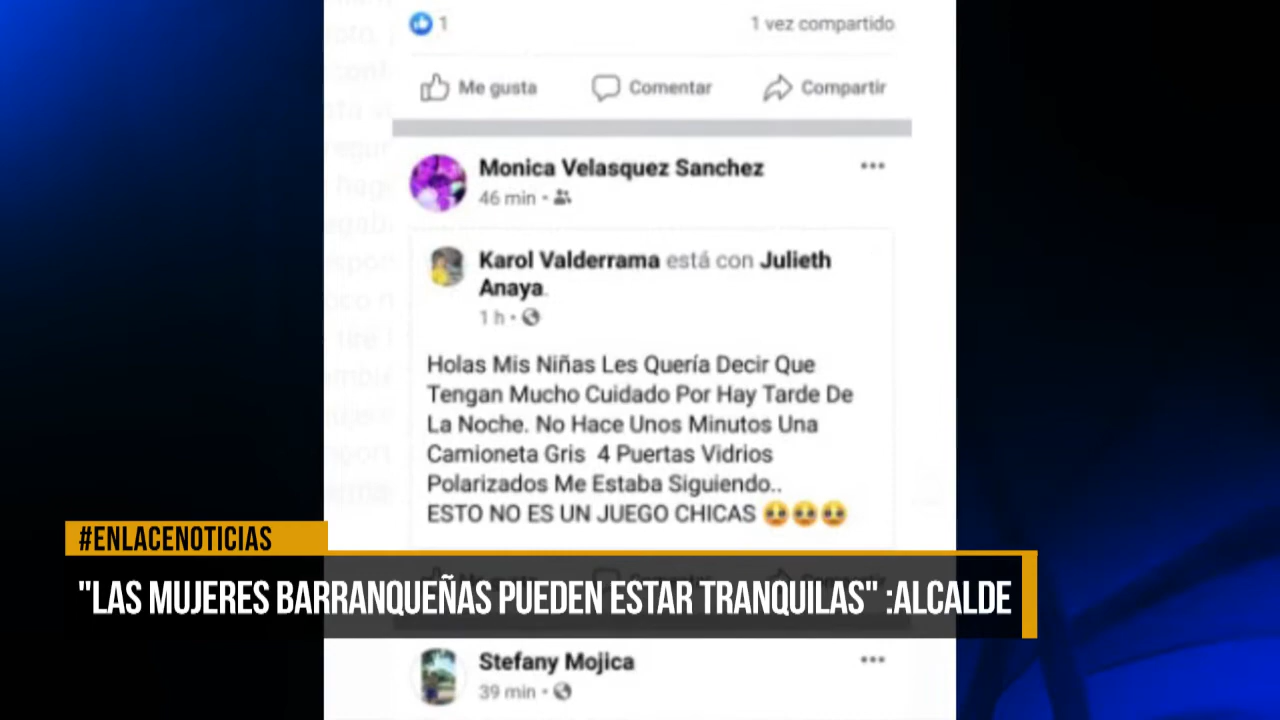 1
1 vez compartido
Me gusta
Comentar
Compartir
Monica Velasquez Sanchez
46 min
Karol Valderrama está con Julieth
Anaya.
1 h
Holas Mis Niñas Les Quería Decir Que
Tengan Mucho Cuidado Por Hay Tarde De
La Noche. No Hace Unos Minutos Una
Camioneta Gris 4 Puertas Vidrios
Polarizados Me Estaba Siguiendo..
ESTO NO ES UN JUEGO CHICAS 🥺🥺🥺
#ENLACENOTICIAS
"LAS MUJERES BARRANQUEÑAS PUEDEN ESTAR TRANQUILAS" :ALCALDE
Stefany Mojica
39 min